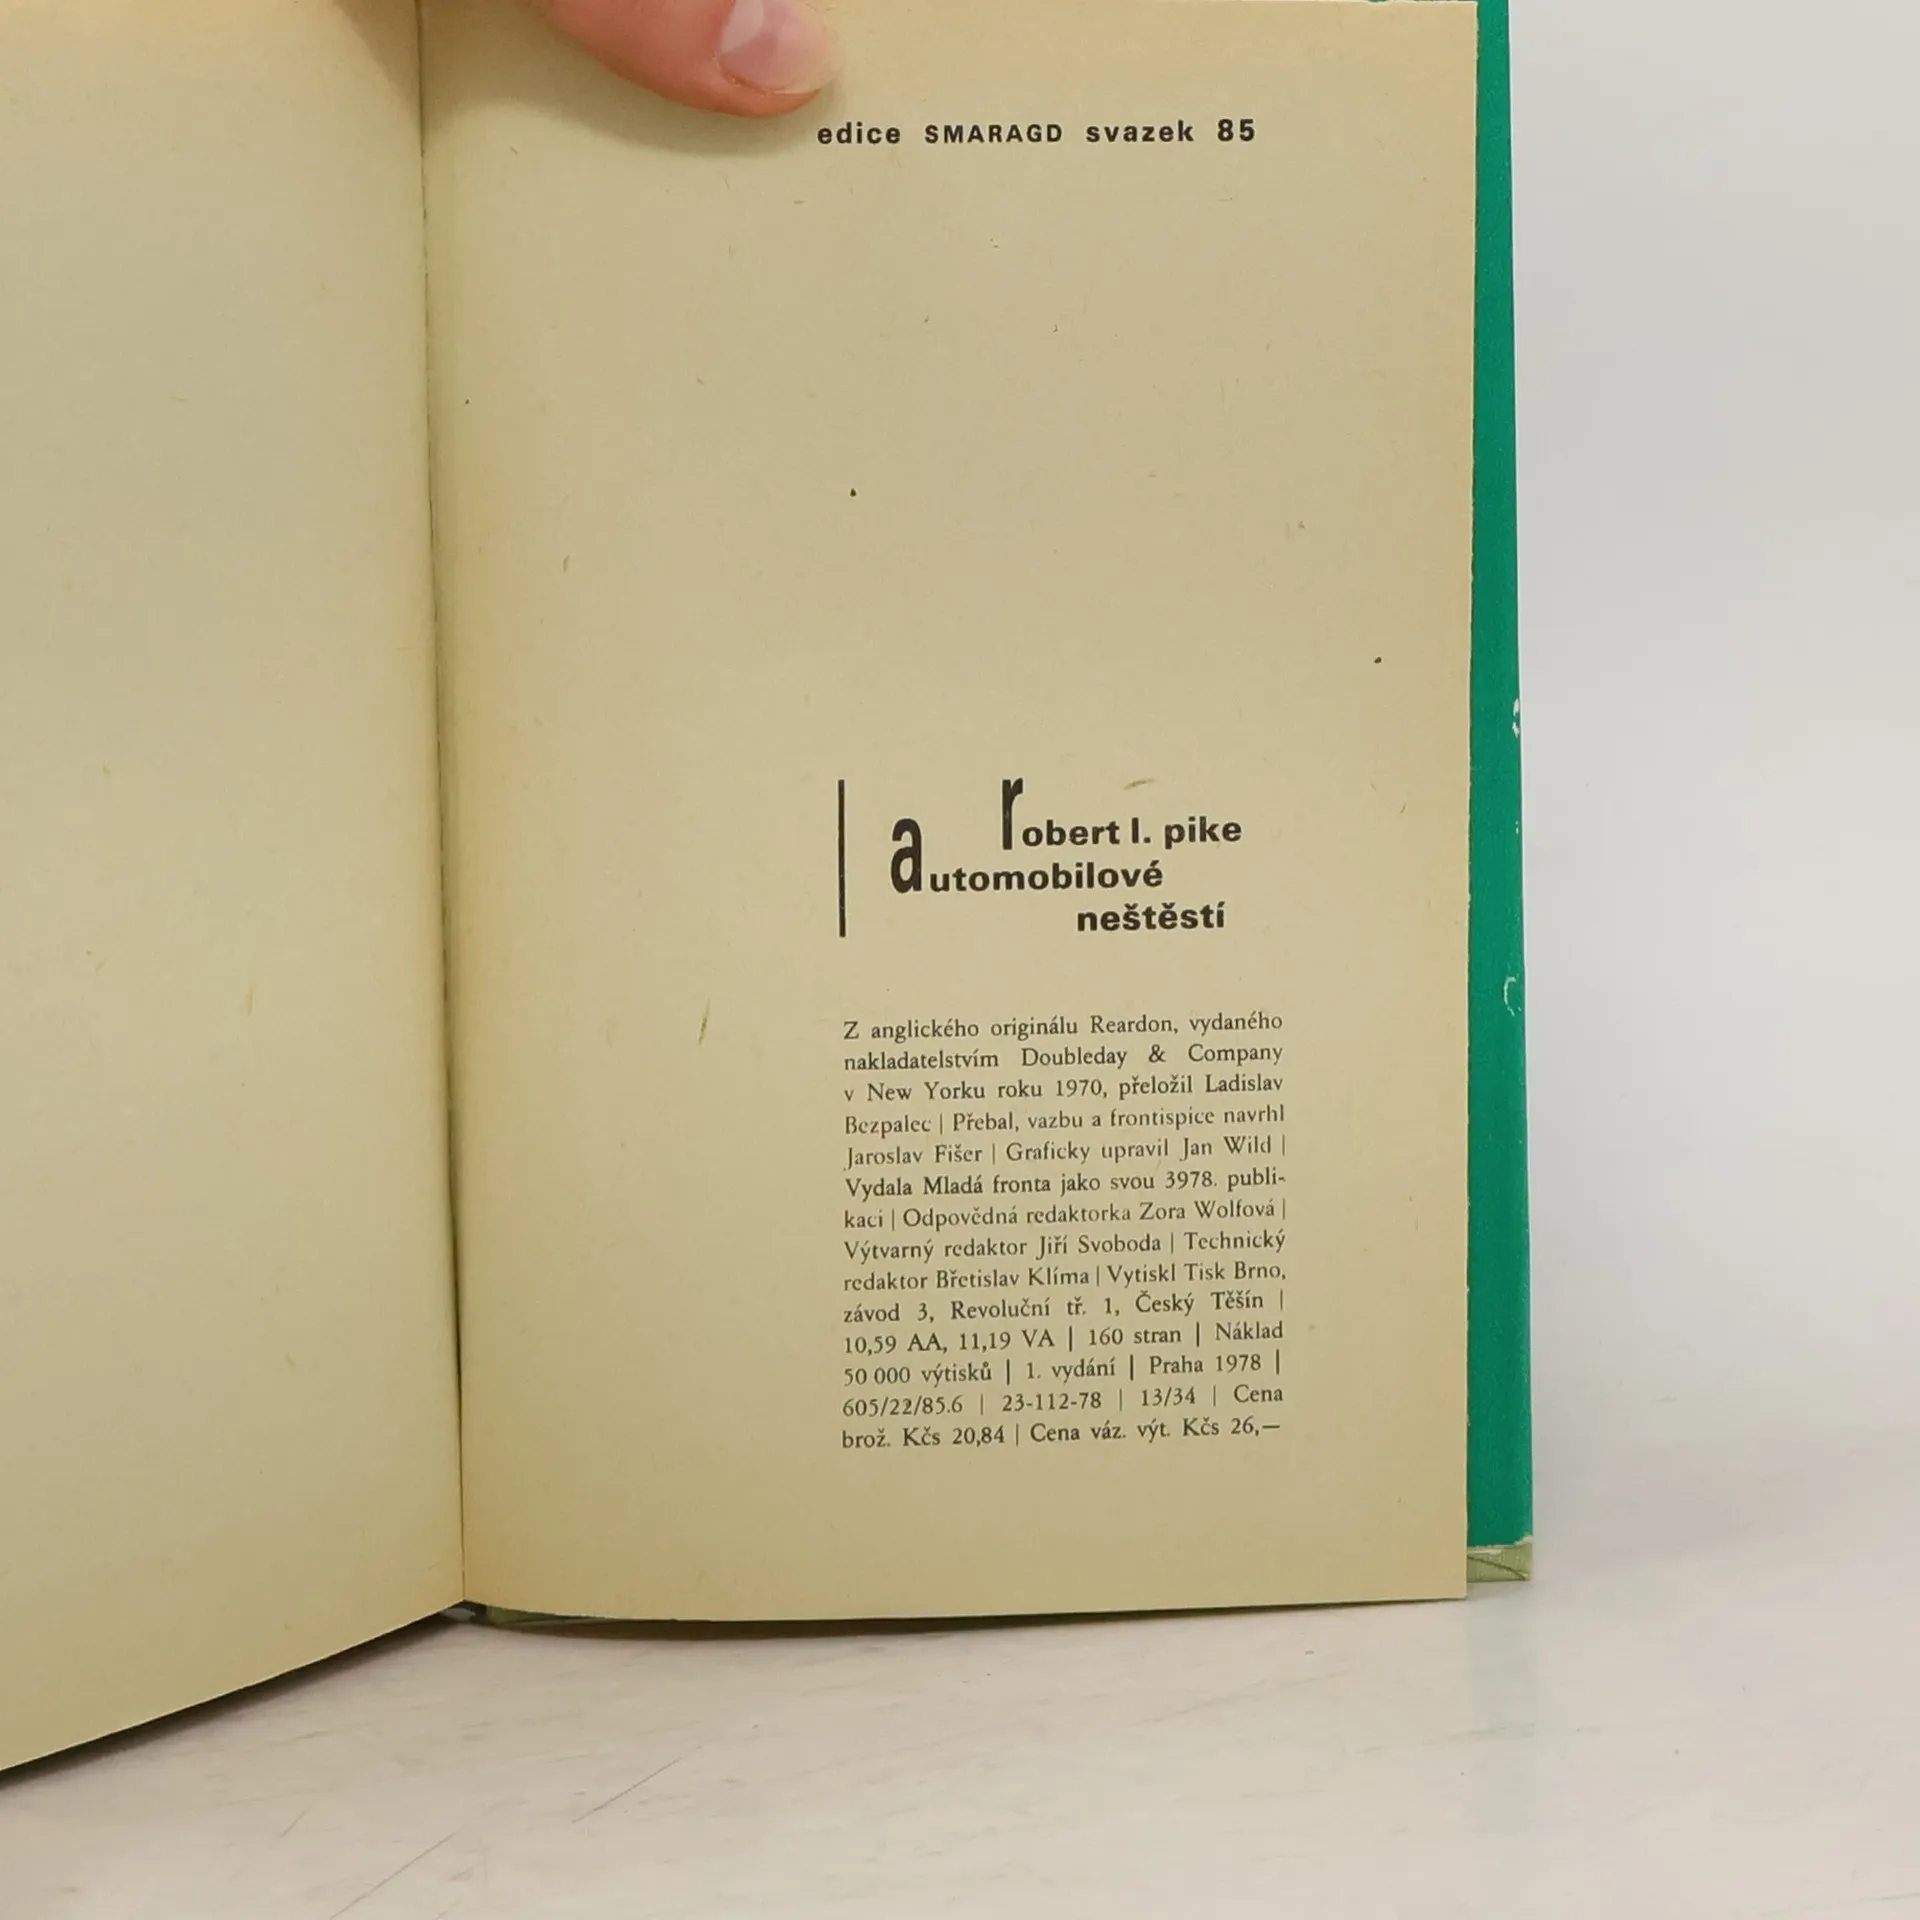 edice SMARAGD svazek 85
robert l. pike
automobilové
neštěstí
Z anglického originálu Reardon, vydaného
nakladatelstvím Doubleday & Company
v New Yorku roku 1970, přeložil Ladislav
Bezpalec | Přebal, vazbu a frontispice navrhl
Jaroslav Fišer | Graficky upravil Jan Wild |
Vydala Mladá fronta jako svou 3978. publi-
kaci | Odpovědná redaktorka Zora Wolfová |
Výtvarný redaktor Jiří Svoboda | Technický
redaktor Břetislav Klíma | Vytiskl Tisk Brno,
závod 3, Revoluční tř. 1, Český Těšín |
10,59 AA, 11,19 VA | 160 stran | Náklad
50 000 výtisků | 1. vydání | Praha 1978 |
605/22/85.6 | 23-112-78 | 13/34 | Cena
brož. Kčs 20,84 | Cena váz. výt. Kčs 26,—